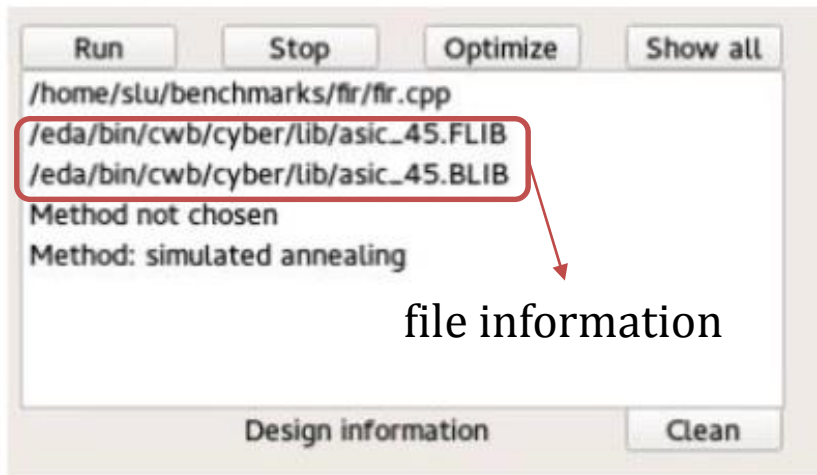 Run Stop Optimize Show all
/home/slu/benchmarks/fir/fir.cpp
/eda/bin/cwb/cyber/lib/asic_45.FLIB
/eda/bin/cwb/cyber/lib/asic_45.BLIB
Method not chosen
Method: simulated annealing
file information
Design information Clean